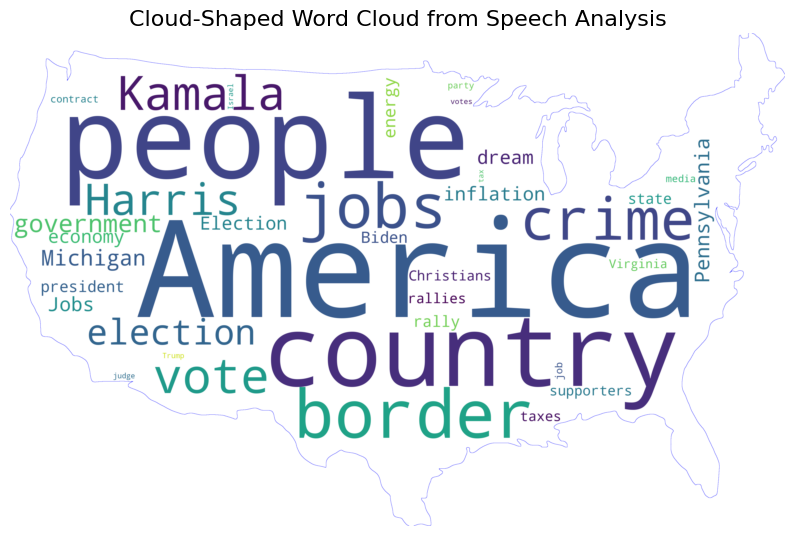 Cloud-Shaped Word Cloud from Speech Analysis
Kamala
israel
energy
party
votes
contract
people
dream
tax
media
Pennsylvania
Harris
jobs
inflation
state
government
Election
crime
economy
Biden
Michigan
America
Christians
Virginia
president
rallies
Jobs
rally
election
country
Trump
judge
vote
job
supporters
border
taxes